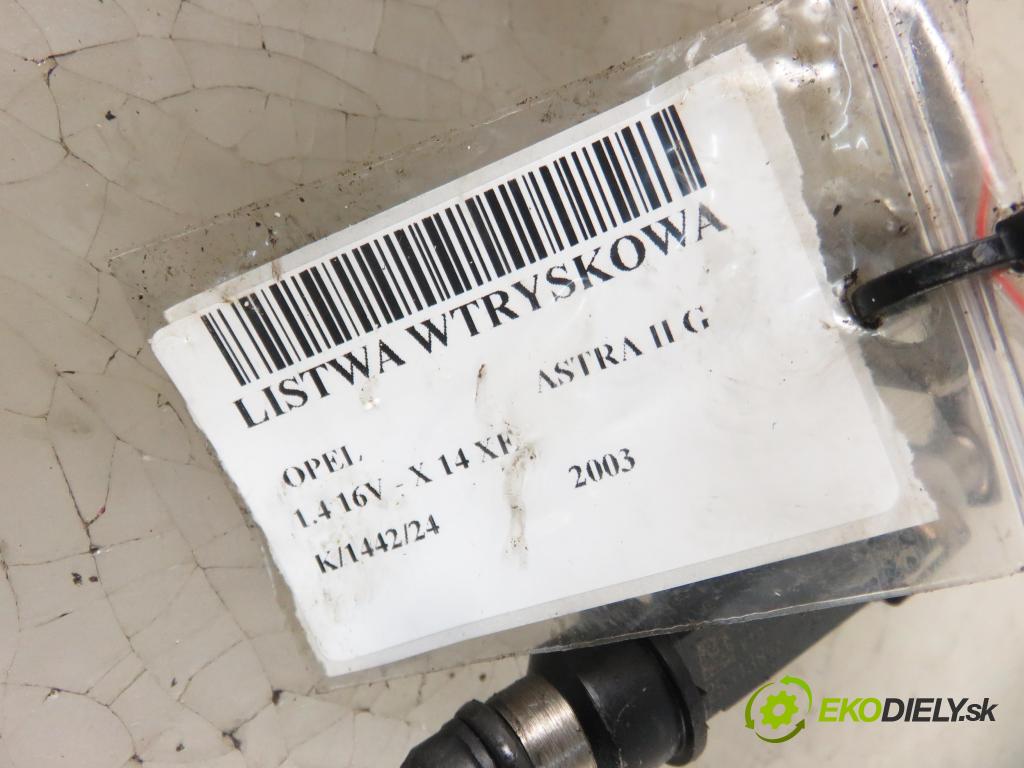 LISTWA WTRYSKOWA
OPEL ASTRA II G
1.4 16V - X 14 XE
K/1442/24 2003
EKODIELY.sk